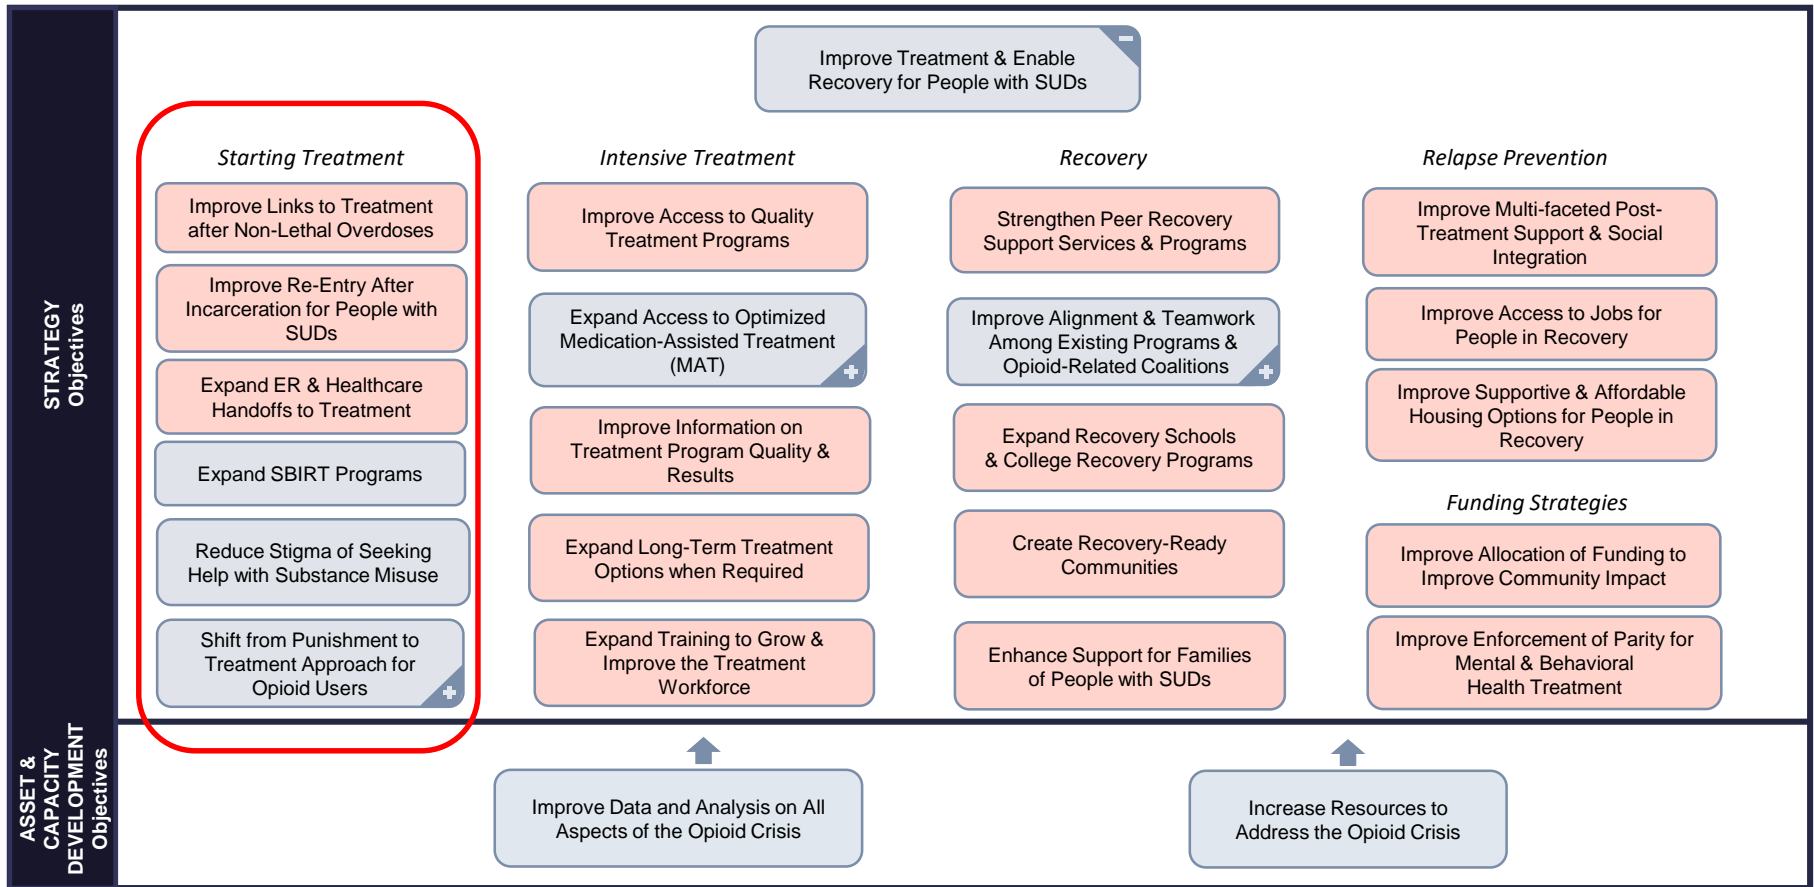 Improve Treatment & Enable
Recovery for People with SUDs
STRATEGY
Objectives
Starting Treatment
Improve Links to Treatment
after Non-Lethal Overdoses
Improve Re-Entry After
Incarceration for People with
SUDs
Expand ER & Healthcare
Handoffs to Treatment
Expand SBIRT Programs
Reduce Stigma of Seeking
Help with Substance Misuse
Shift from Punishment to
Treatment Approach for
Opioid Users
Intensive Treatment
Improve Access to Quality
Treatment Programs
Expand Access to Optimized
Medication-Assisted Treatment
(MAT)
Improve Information on
Treatment Program Quality &
Results
Expand Long-Term Treatment
Options when Required
Expand Training to Grow &
Improve the Treatment
Workforce
Recovery
Strengthen Peer Recovery
Support Services & Programs
Improve Alignment & Teamwork
Among Existing Programs &
Opioid-Related Coalitions
Expand Recovery Schools
& College Recovery Programs
Create Recovery-Ready
Communities
Enhance Support for Families
of People with SUDs
Relapse Prevention
Improve Multi-faceted Post-
Treatment Support & Social
Integration
Improve Access to Jobs for
People in Recovery
Improve Supportive & Affordable
Housing Options for People in
Recovery
Funding Strategies
Improve Allocation of Funding to
Improve Community Impact
Improve Enforcement of Parity for
Mental & Behavioral
Health Treatment
ASSET &
CAPACITY
DEVELOPMENT
Objectives
Improve Data and Analysis on All
Aspects of the Opioid Crisis
Increase Resources to
Address the Opioid Crisis